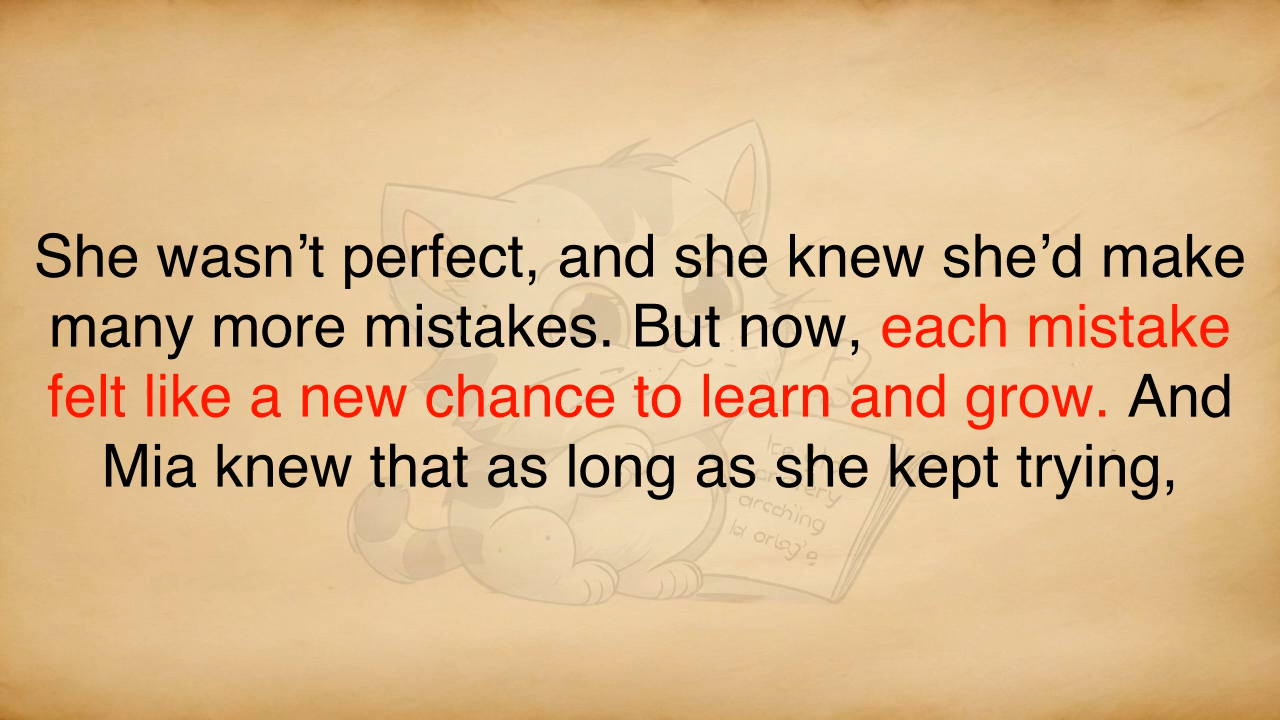 She wasn’t perfect, and she knew she’d make
many more mistakes. But now, each mistake
felt like a new chance to learn and grow. And
Mia knew that as long as she kept trying,